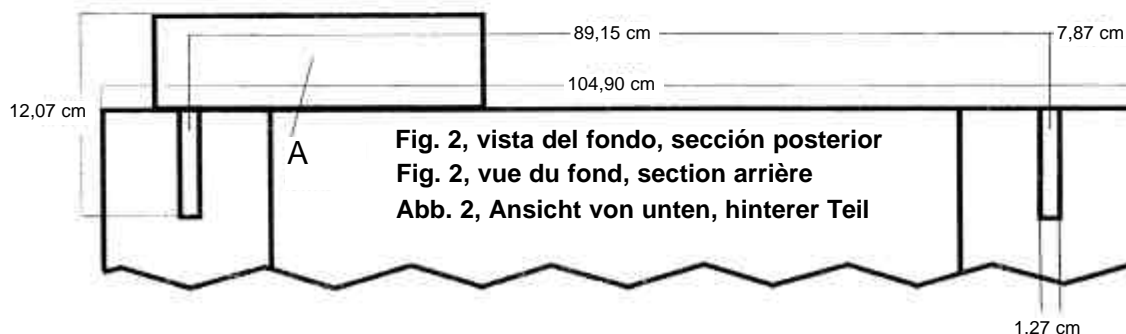 89,15 cm
7,87 cm
104,90 cm
12,07 cm
A
Fig. 2, vista del fondo, sección posterior
Fig. 2, vue du fond, section arrière
Abb. 2, Ansicht von unten, hinterer Teil
1.27 cm